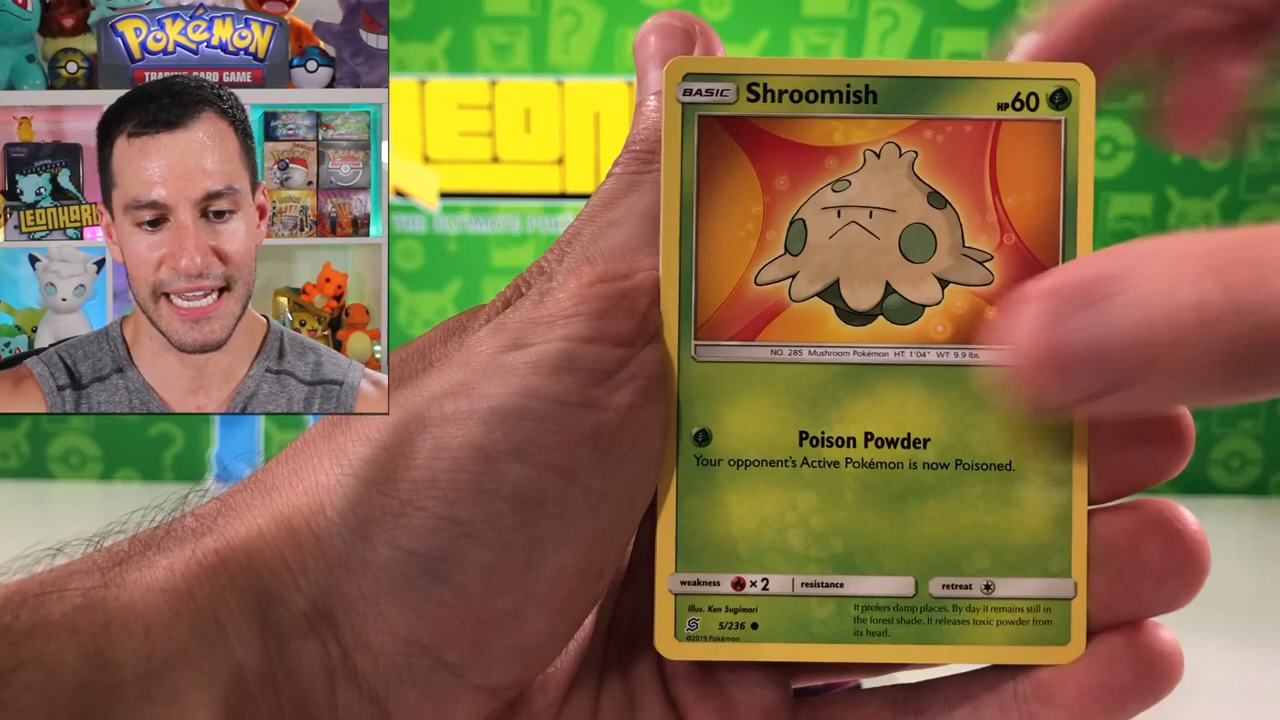 POKéMON
TRADING CARD GAME
LEONHART
LEON
BASIC
Shroomish
HP60
NO. 285 Mushroom Pokémon HT: 1'04" WT: 9.9 lbs.
Poison Powder
Your opponent's Active Pokémon is now Poisoned.
weakness ×2 resistance retreat
Illus. Ken Sugimori
5/236
©2019 Pokémon
It prefers damp places. By day it remains still in
the forest shade. It releases toxic powder from
its head.